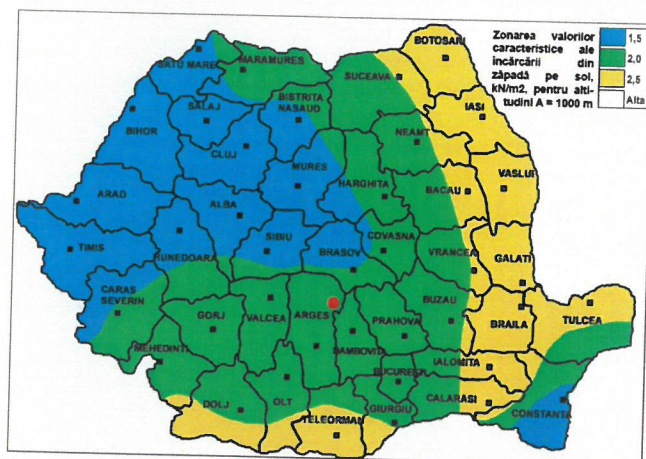 Zonarea valorilor
caracteristice ale
încărcării din
zăpadă pe sol,
kN/m2, pentru alti-
tudini A = 1000 m
1,5
2,0
2,5
Alta
BOTOSANI
SATU MARE
MARAMURES
SUCEAVA
BISTRITA
NASAUD
IASI
SALAJ
BIHOR
NEAMT
CLUJ
MURES
HARGHITA
BACAU
VASLUI
ARAD
ALBA
TIMIS
HUNEDOARA
SIBIU
BRASOV
COVASNA
VRANCEA
GALATI
CARAS
SEVERIN
GORJ
VALCEA
ARGES
PRAHOVA
BUZAU
BRAILA
TULCEA
MEHEDINTI
DAMBOVITA
IALOMITA
BUCURESTI
DOLJ
OLT
TELEORMAN
GIURGIU
CALARASI
CONSTANTA